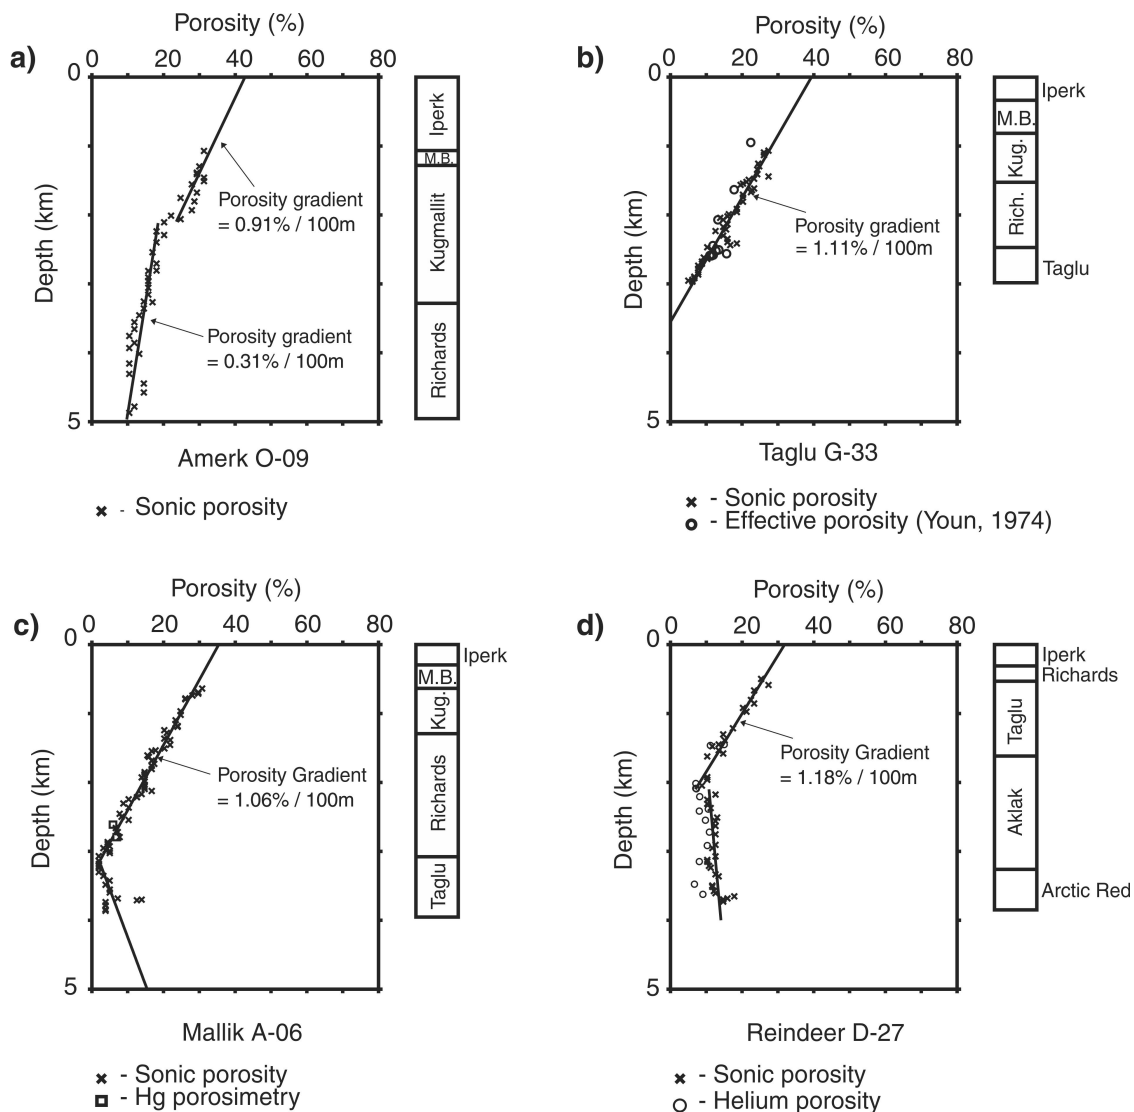 Porosity (%)
a)
0 20 40 60 80
0
5
Depth (km)
Porosity gradient
= 0.91% / 100m
Porosity gradient
= 0.31% / 100m
Iperk
M.B.
Kugmallit
Richards
Amerk O-09
x - Sonic porosity
Porosity (%)
b)
0 20 40 60 80
0
5
Depth (km)
Porosity gradient
= 1.11% / 100m
Iperk
M.B.
Kug.
Rich.
Taglu
Taglu G-33
x - Sonic porosity
o - Effective porosity (Youn, 1974)
Porosity (%)
c)
0 20 40 60 80
0
5
Depth (km)
Porosity Gradient
= 1.06% / 100m
Iperk
M.B.
Kug.
Richards
Taglu
Mallik A-06
x - Sonic porosity
- Hg porosimetry
Porosity (%)
d)
0 20 40 60 80
0
5
Depth (km)
Porosity Gradient
= 1.18% / 100m
Iperk
Richards
Taglu
Aklak
Arctic Red
Reindeer D-27
x - Sonic porosity
o - Helium porosity